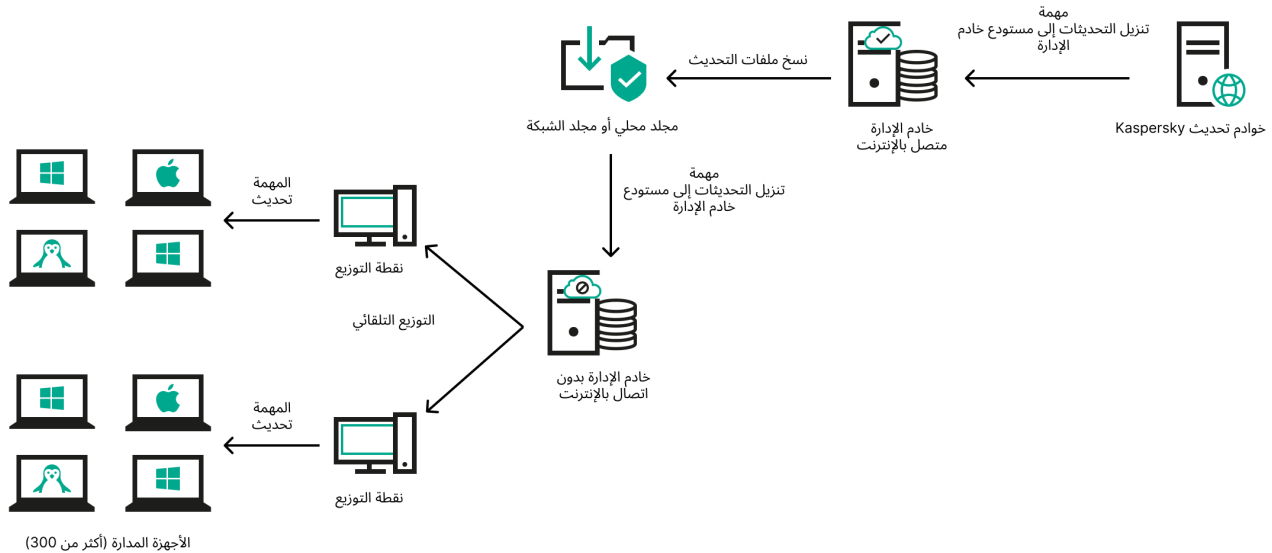 مهمة
تنزيل التحديثات إلى مستودع خادم
الإدارة
خوادم تحديث Kaspersky
خادم الإدارة
متصل بالإنترنت
نسخ ملفات التحديث
مجلد محلي أو مجلد الشبكة
مهمة
تنزيل التحديثات إلى مستودع
خادم الإدارة
خادم الإدارة بدون
اتصال بالإنترنت
التوزيع التلقائي
نقطة التوزيع
المهمة
تحديث
نقطة التوزيع
المهمة
تحديث
الأجهزة المدارة (أكثر من 300)